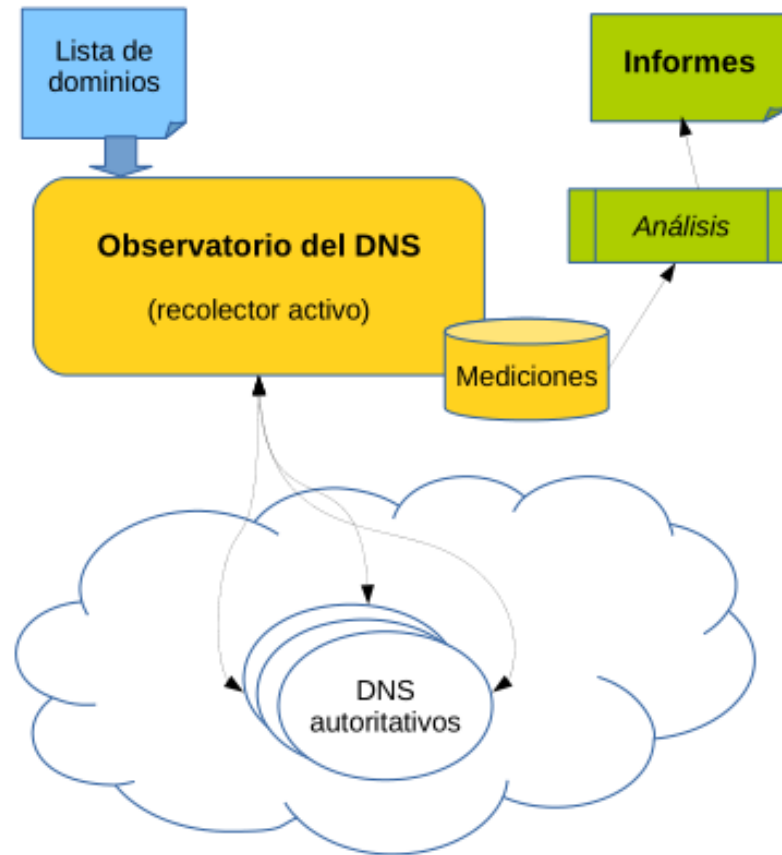 Lista de
dominios
Informes
Observatorio del DNS
(recolector activo)
Análisis
Mediciones
DNS
autoritativos